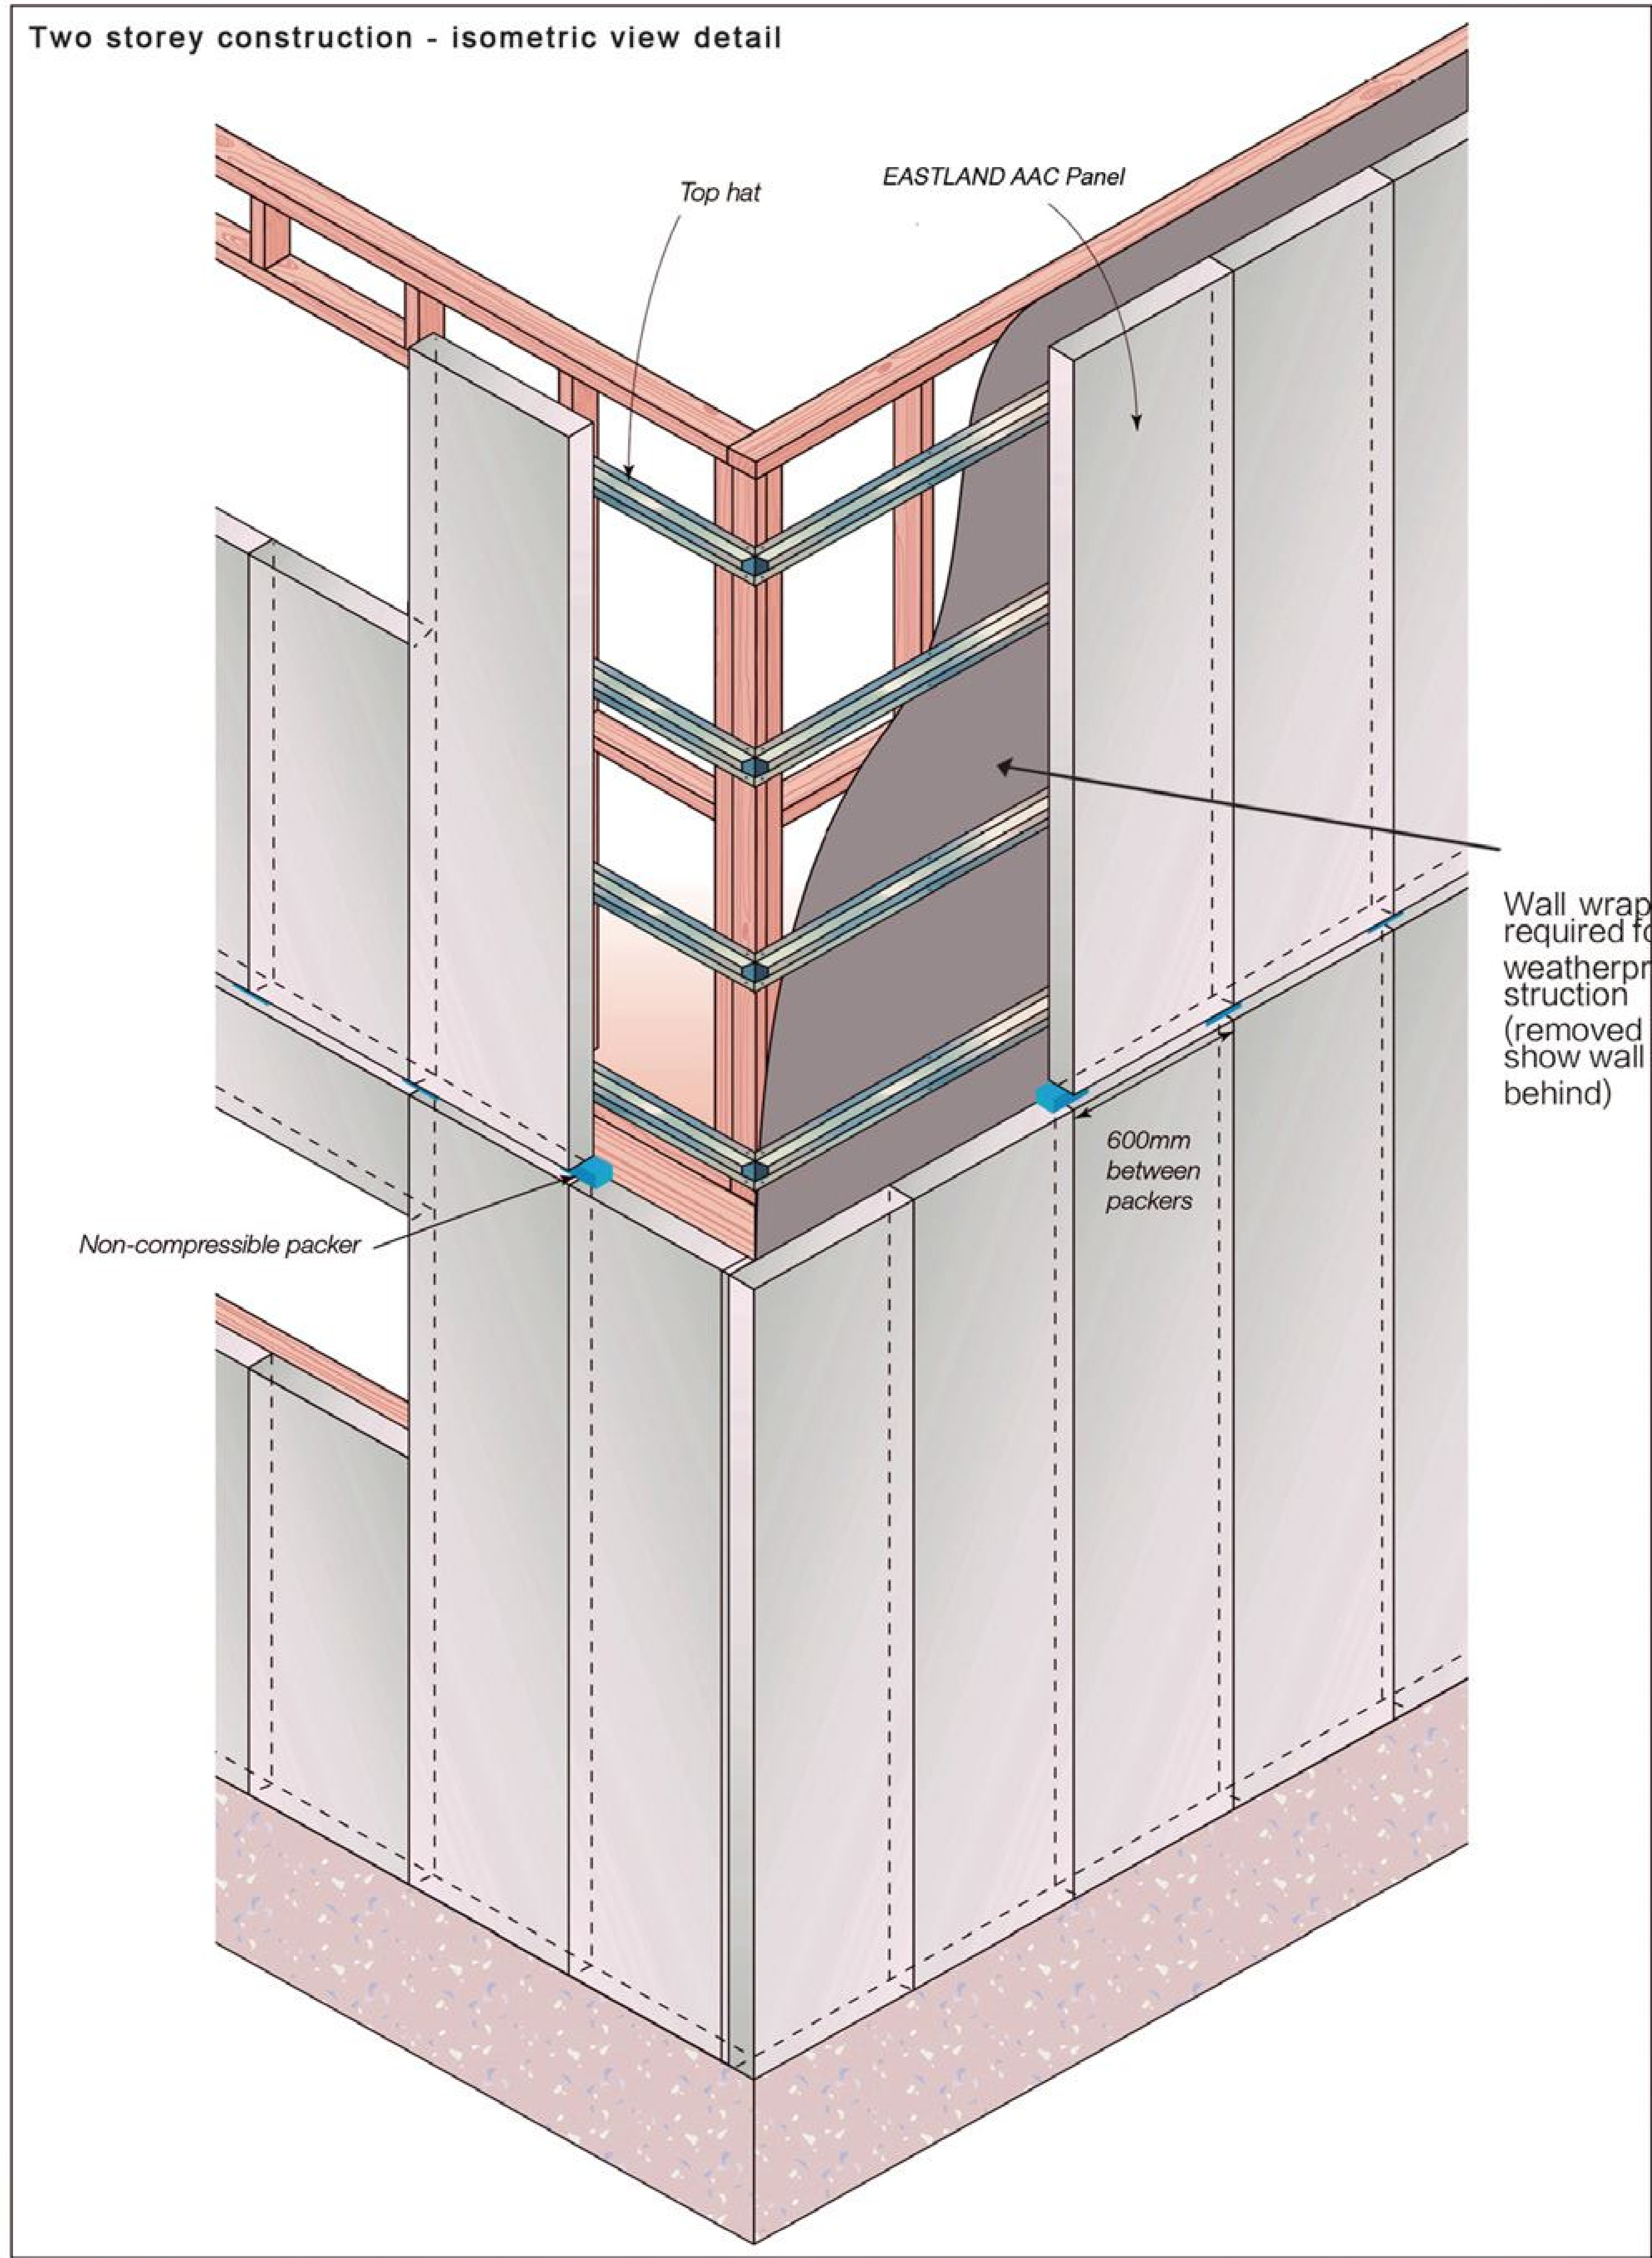 Two storey construction - isometric view detail
EASTLAND AAC Panel
Top hat
Wall wrap
required
weatherpr
struction
(removed
show wall
behind)
600mm
between
packers
Non-compressible packer